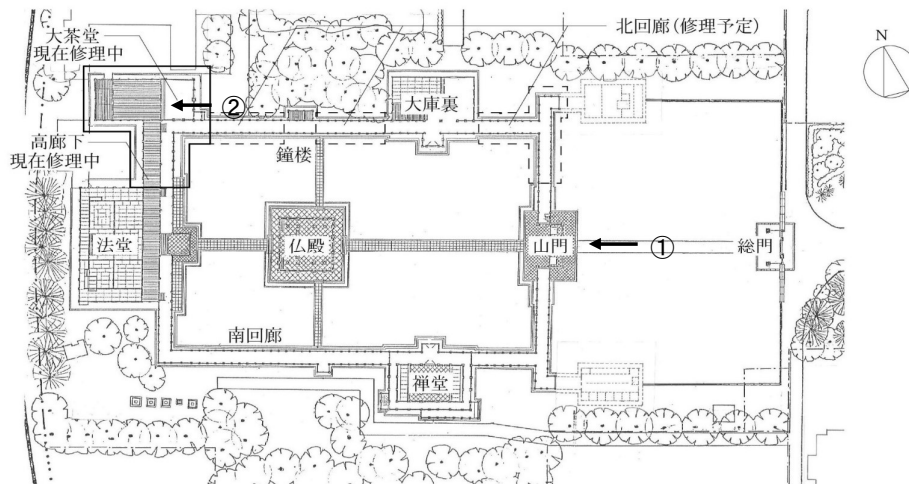 大茶堂
現在修理中
北回廊(修理予定)
N
②
大庫裏
高廊下
現在修理中
鐘楼
法堂
仏殿
山門
①
総門
南回廊
禅堂